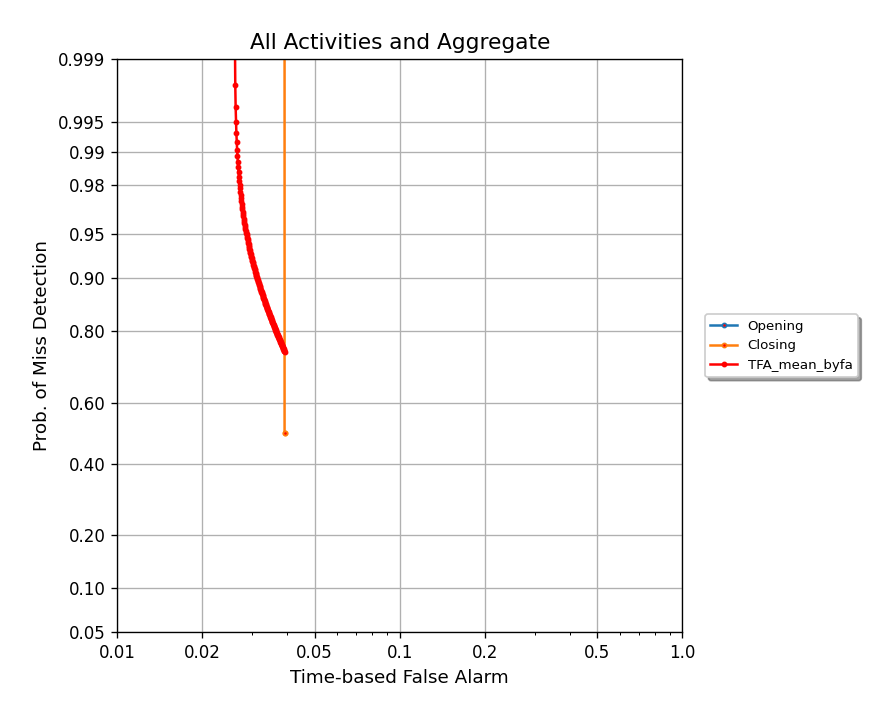 All Activities and Aggregate
0.999
0.995
0.99
0.98
0.95
0.90
0.80
0.60
0.40
0.20
0.10
0.05
Prob. of Miss Detection
0.01 0.02 0.05 0.1 0.2 0.5 1.0
Time-based False Alarm
Opening
Closing
TFA_mean_byfa